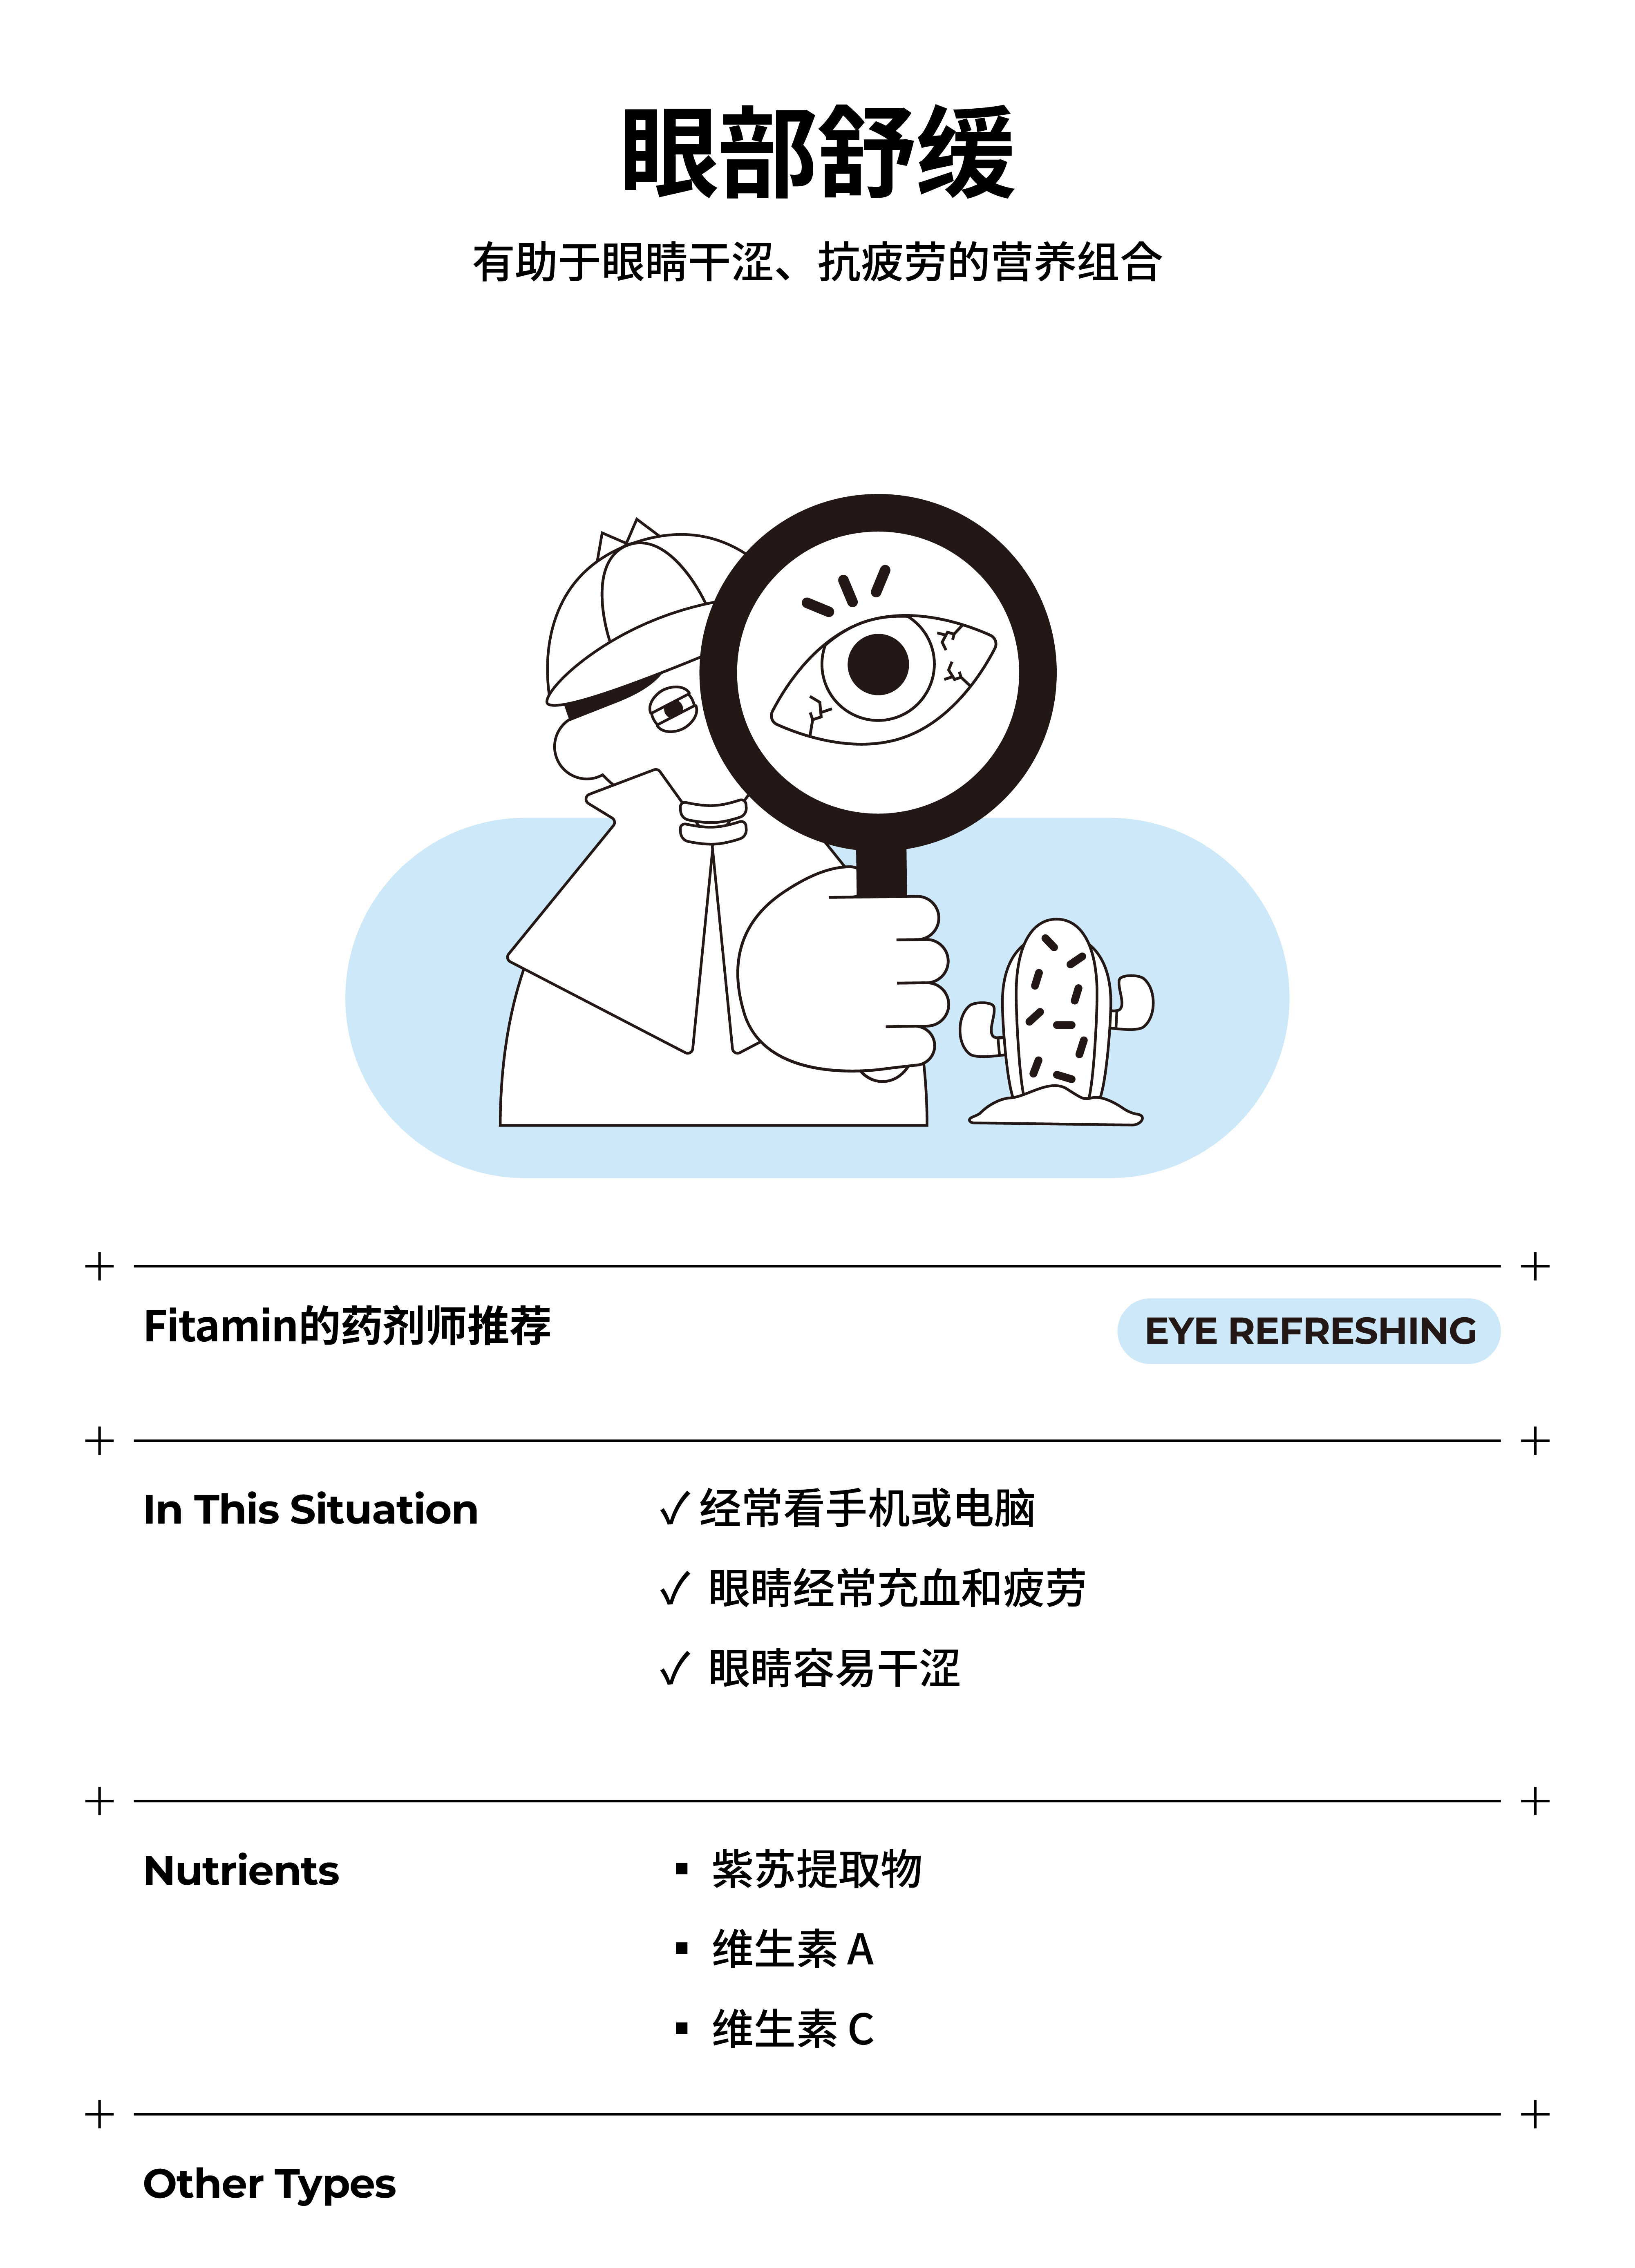 眼部舒缓
有助于眼睛干涩、抗疲劳的营养组合
Fitamin的药剂师推荐
EYE REFRESHING
In This Situation
✓ 经常看手机或电脑
✓ 眼睛经常充血和疲劳
✓ 眼睛容易干涩
Nutrients
▪ 紫苏提取物
▪ 维生素 A
▪ 维生素 C
Other Types